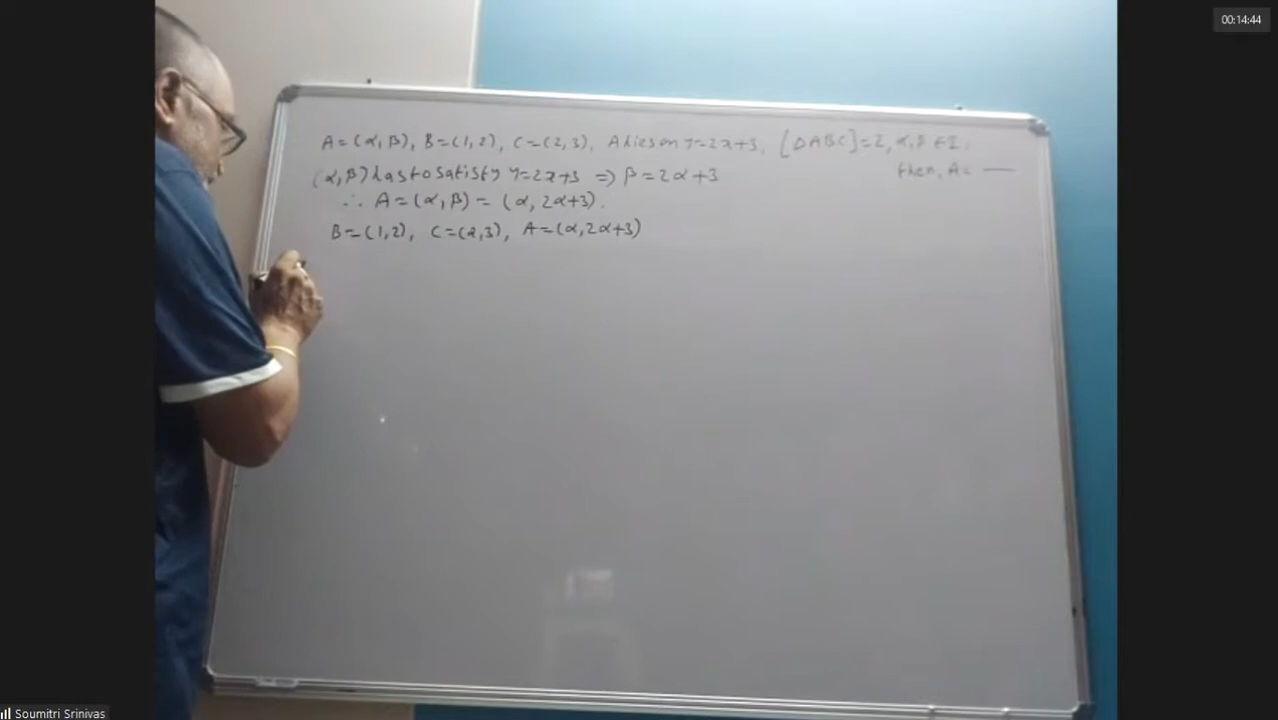 00:14:44
A=(α,β), B=(1,2), C=(2,3), A lies on y=2x+3, [ΔABC]=2, α,β ∈ Z.
then, A= —
(α,β) has to satisfy y=2x+3 ⇒ β=2α+3
∴ A=(α,β) = (α,2α+3).
B=(1,2), C=(2,3), A=(α,2α+3)
Soumitri Srinivas